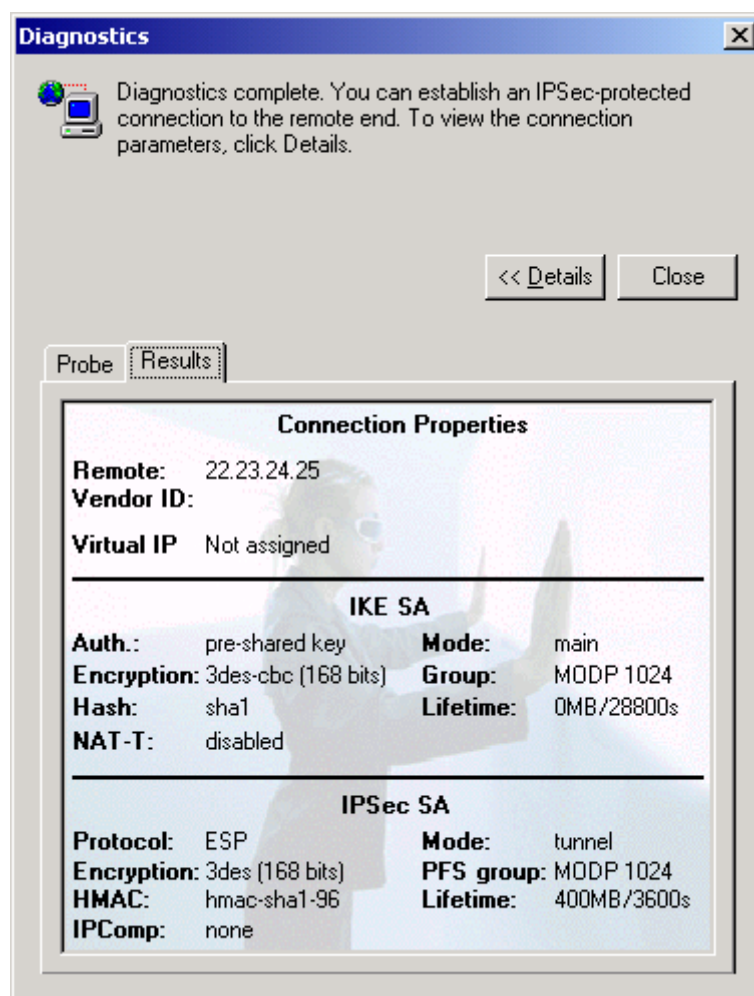 Diagnostics
Diagnostics complete. You can establish an IPSec-protected
connection to the remote end. To view the connection
parameters, click Details.
<< Details Close
Probe Results
Connection Properties
Remote: 22.23.24.25
Vendor ID:
Virtual IP Not assigned
IKE SA
Auth.: pre-shared key Mode: main
Encryption: 3des-cbc (168 bits) Group: MODP 1024
Hash: sha1 Lifetime: 0MB/28800s
NAT-T: disabled
IPSec SA
Protocol: ESP Mode: tunnel
Encryption: 3des (168 bits) PFS group: MODP 1024
HMAC: hmac-sha1-96 Lifetime: 400MB/3600s
IPComp: none